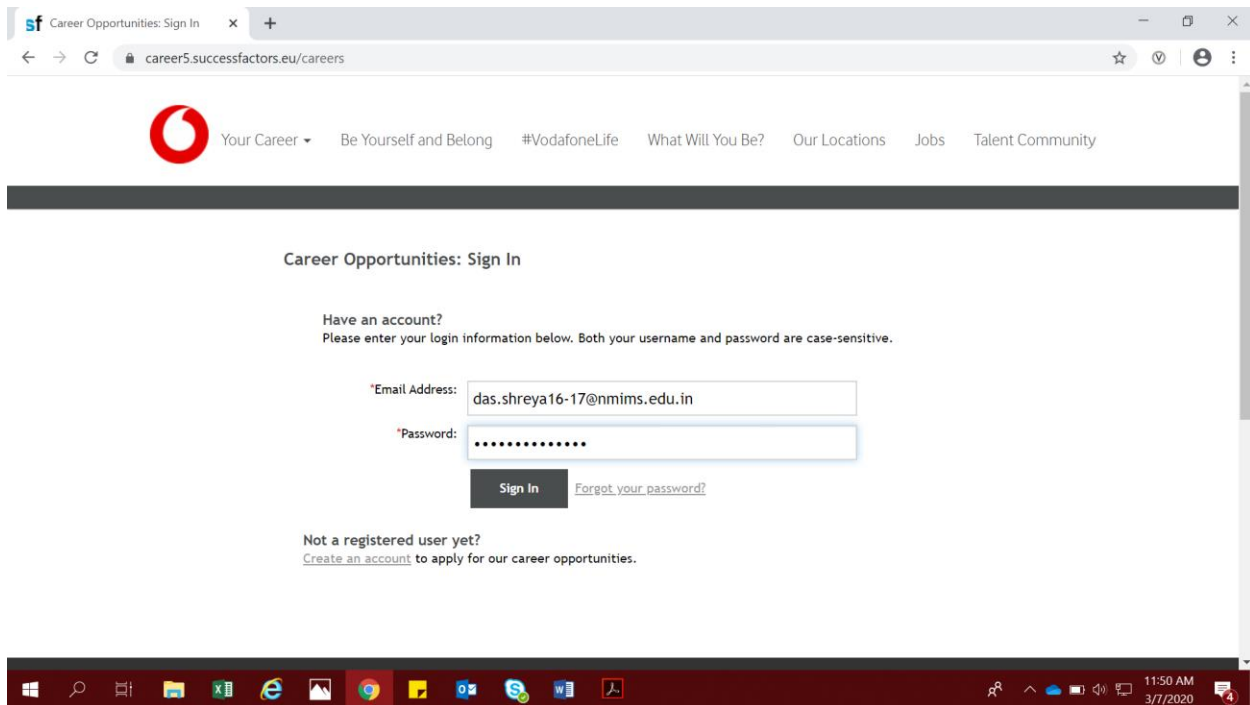 sf Career Opportunities: Sign In
career5.successfactors.eu/careers
Your Career Be Yourself and Belong #VodafoneLife What Will You Be? Our Locations Jobs Talent Community
Career Opportunities: Sign In
Have an account?
Please enter your login information below. Both your username and password are case-sensitive.
*Email Address: das.shreya16-17@nmims.edu.in
*Password: ••••••••••••••
Sign In Forgot your password?
Not a registered user yet?
Create an account to apply for our career opportunities.
11:50 AM
3/7/2020
4